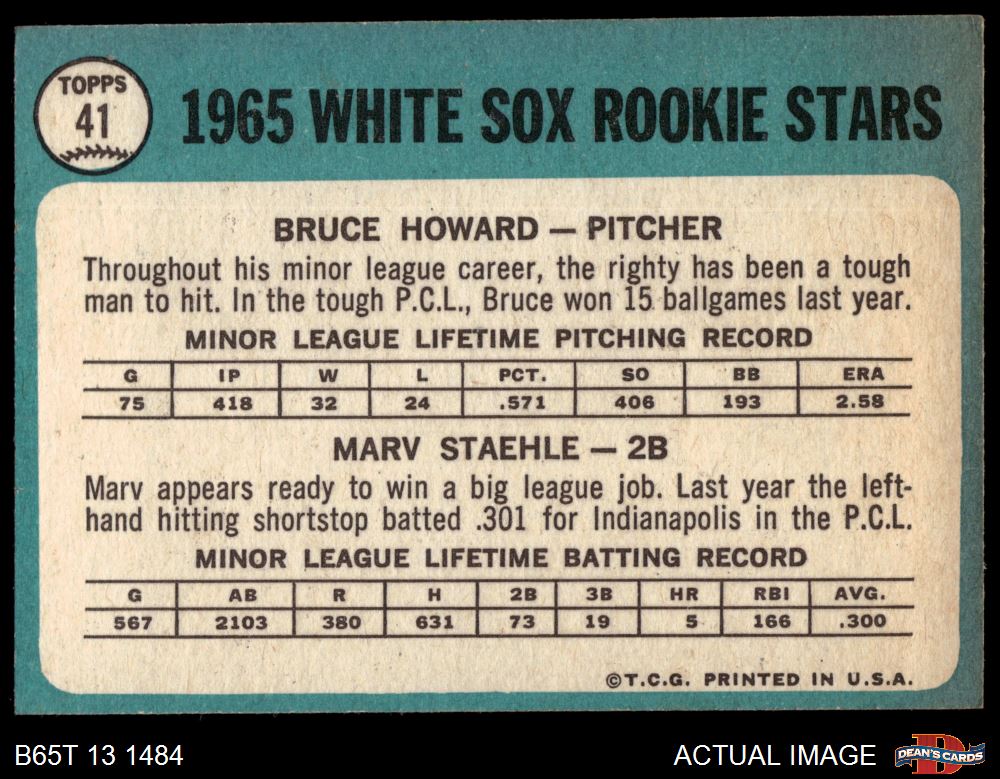 TOPPS
41
1965 WHITE SOX ROOKIE STARS
BRUCE HOWARD — PITCHER
Throughout his minor league career, the righty has been a tough
man to hit. In the tough P.C.L., Bruce won 15 ballgames last year.
MINOR LEAGUE LIFETIME PITCHING RECORD
G IP W L PCT. SO BB ERA
75 418 32 24 .571 406 193 2.58
MARV STAEHLE — 2B
Marv appears ready to win a big league job. Last year the left-
hand hitting shortstop batted .301 for Indianapolis in the P.C.L.
MINOR LEAGUE LIFETIME BATTING RECORD
G AB R H 2B 3B HR RBI AVG.
567 2103 380 631 73 19 5 166 .300
©T.C.G. PRINTED IN U.S.A.
B65T 13 1484 ACTUAL IMAGE
DEAN'S CARDS